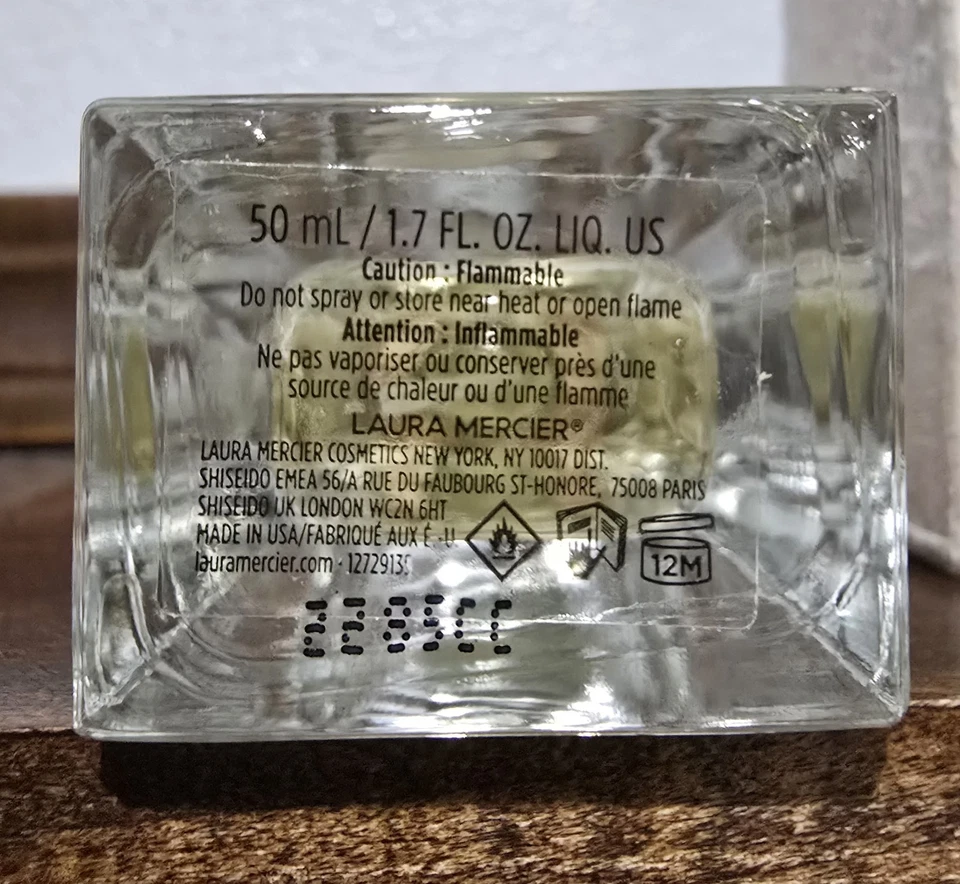 50 mL / 1.7 FL. OZ. LIQ. US
Caution : Flammable
Do not spray or store near heat or open flame
Attention : Inflammable
Ne pas vaporiser ou conserver près d'une
source de chaleur ou d'une flamme
LAURA MERCIER®
LAURA MERCIER COSMETICS NEW YORK, NY 10017 DIST.
SHISEIDO EMEA 56/A RUE DU FAUBOURG ST-HONORE, 75008 PARIS
SHISEIDO UK LONDON WC2N 6HT
MADE IN USA/FABRIQUÉ AUX É.-U
lauramercier.com ·
12M